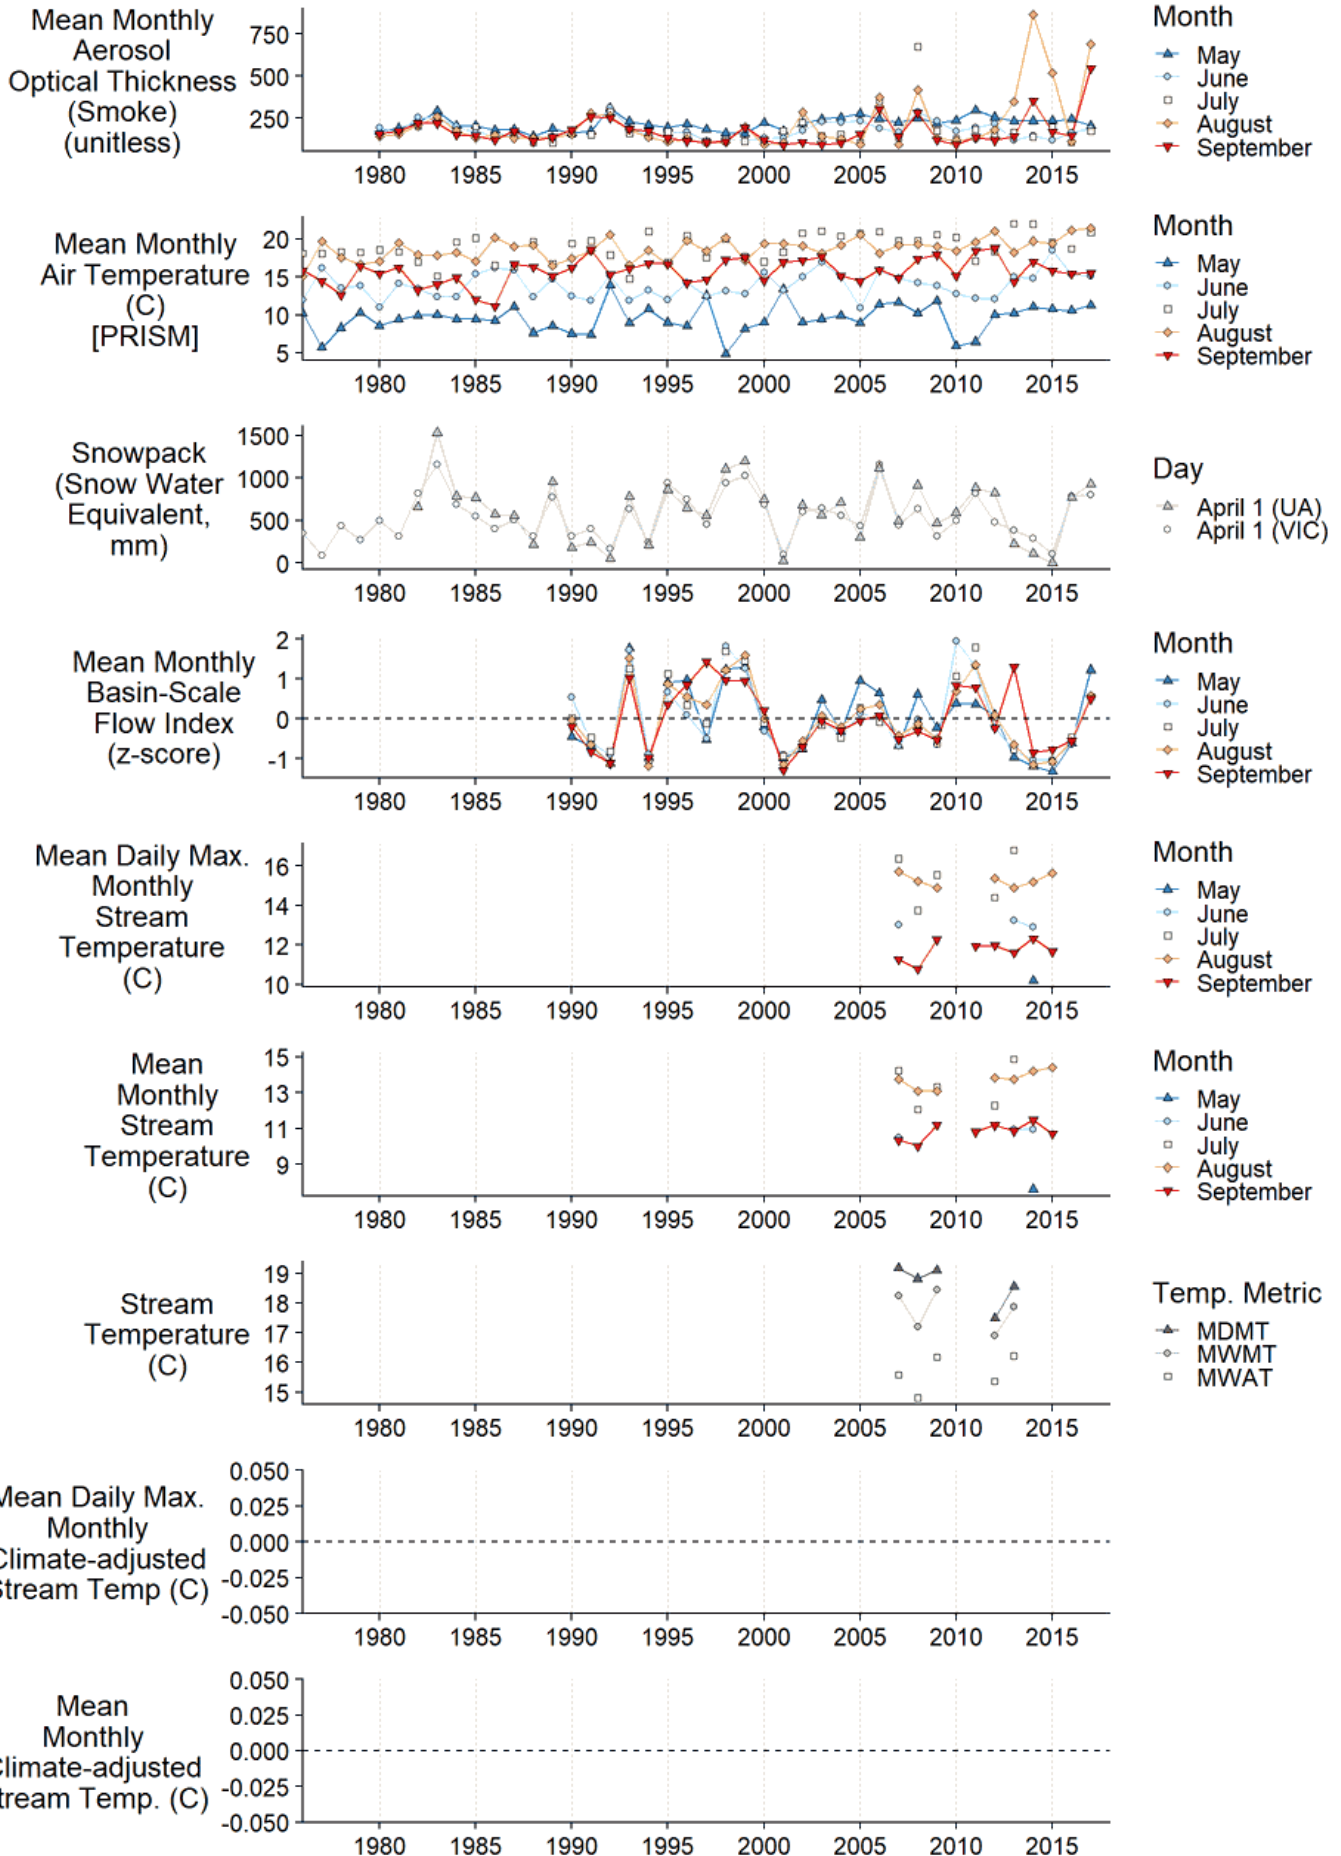 Mean Monthly
Aerosol
Optical Thickness
(Smoke)
(unitless)
750
500
250
1980 1985 1990 1995 2000 2005 2010 2015
Month
May
June
July
August
September
Mean Monthly
Air Temperature
(C)
[PRISM]
20
15
10
5
1980 1985 1990 1995 2000 2005 2010 2015
Month
May
June
July
August
September
Snowpack
(Snow Water
Equivalent,
mm)
1500
1000
500
0
1980 1985 1990 1995 2000 2005 2010 2015
Day
April 1 (UA)
April 1 (VIC)
Mean Monthly
Basin-Scale
Flow Index
(z-score)
2
1
0
-1
1980 1985 1990 1995 2000 2005 2010 2015
Month
May
June
July
August
September
Mean Daily Max.
Monthly
Stream
Temperature
(C)
16
14
12
10
1980 1985 1990 1995 2000 2005 2010 2015
Month
May
June
July
August
September
Mean
Monthly
Stream
Temperature
(C)
15
13
11
9
1980 1985 1990 1995 2000 2005 2010 2015
Month
May
June
July
August
September
Stream
Temperature
(C)
19
18
17
16
15
1980 1985 1990 1995 2000 2005 2010 2015
Temp. Metric
MDMT
MWMT
MWAT
Mean Daily Max.
Monthly
Climate-adjusted
Stream Temp (C)
0.050
0.025
0.000
-0.025
-0.050
1980 1985 1990 1995 2000 2005 2010 2015
Mean
Monthly
Climate-adjusted
tream Temp. (C)
0.050
0.025
0.000
-0.025
-0.050
1980 1985 1990 1995 2000 2005 2010 2015